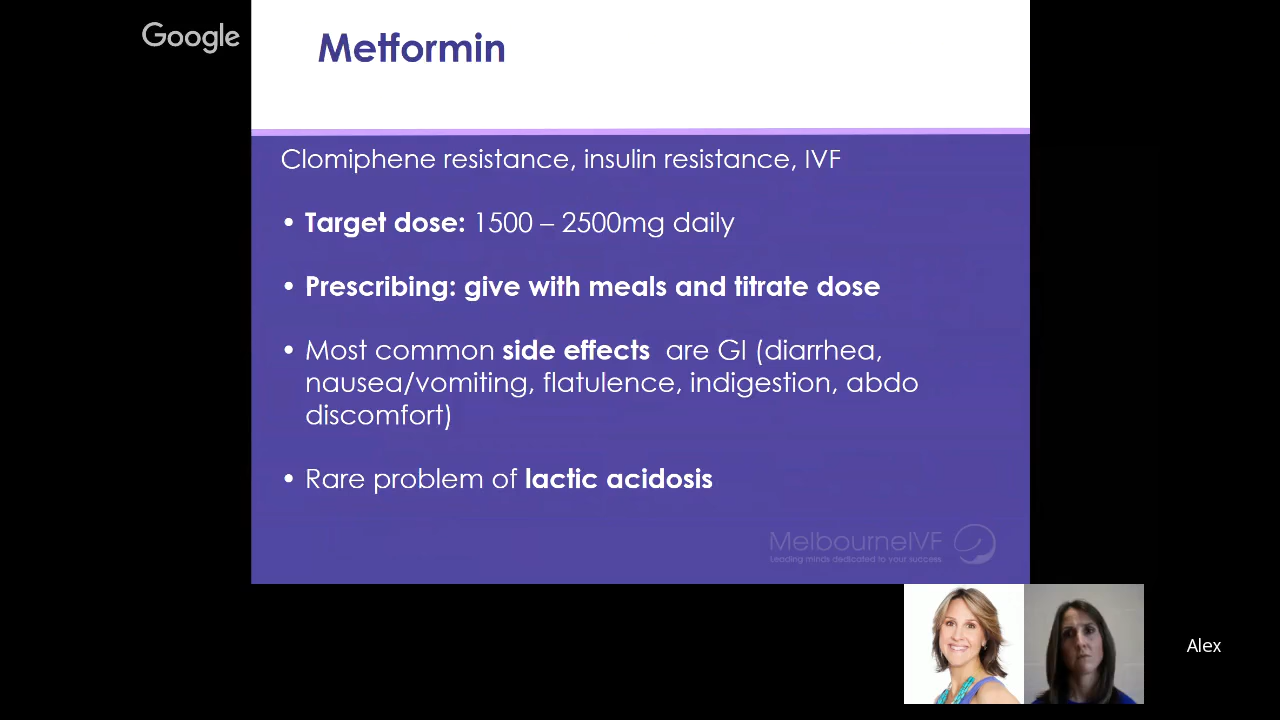 Google
Metformin
Clomiphene resistance, insulin resistance, IVF
• Target dose: 1500 – 2500mg daily
• Prescribing: give with meals and titrate dose
• Most common side effects  are GI (diarrhea,
nausea/vomiting, flatulence, indigestion, abdo
discomfort)
• Rare problem of lactic acidosis
MelbourneIVF
Leading minds dedicated to your success
Alex